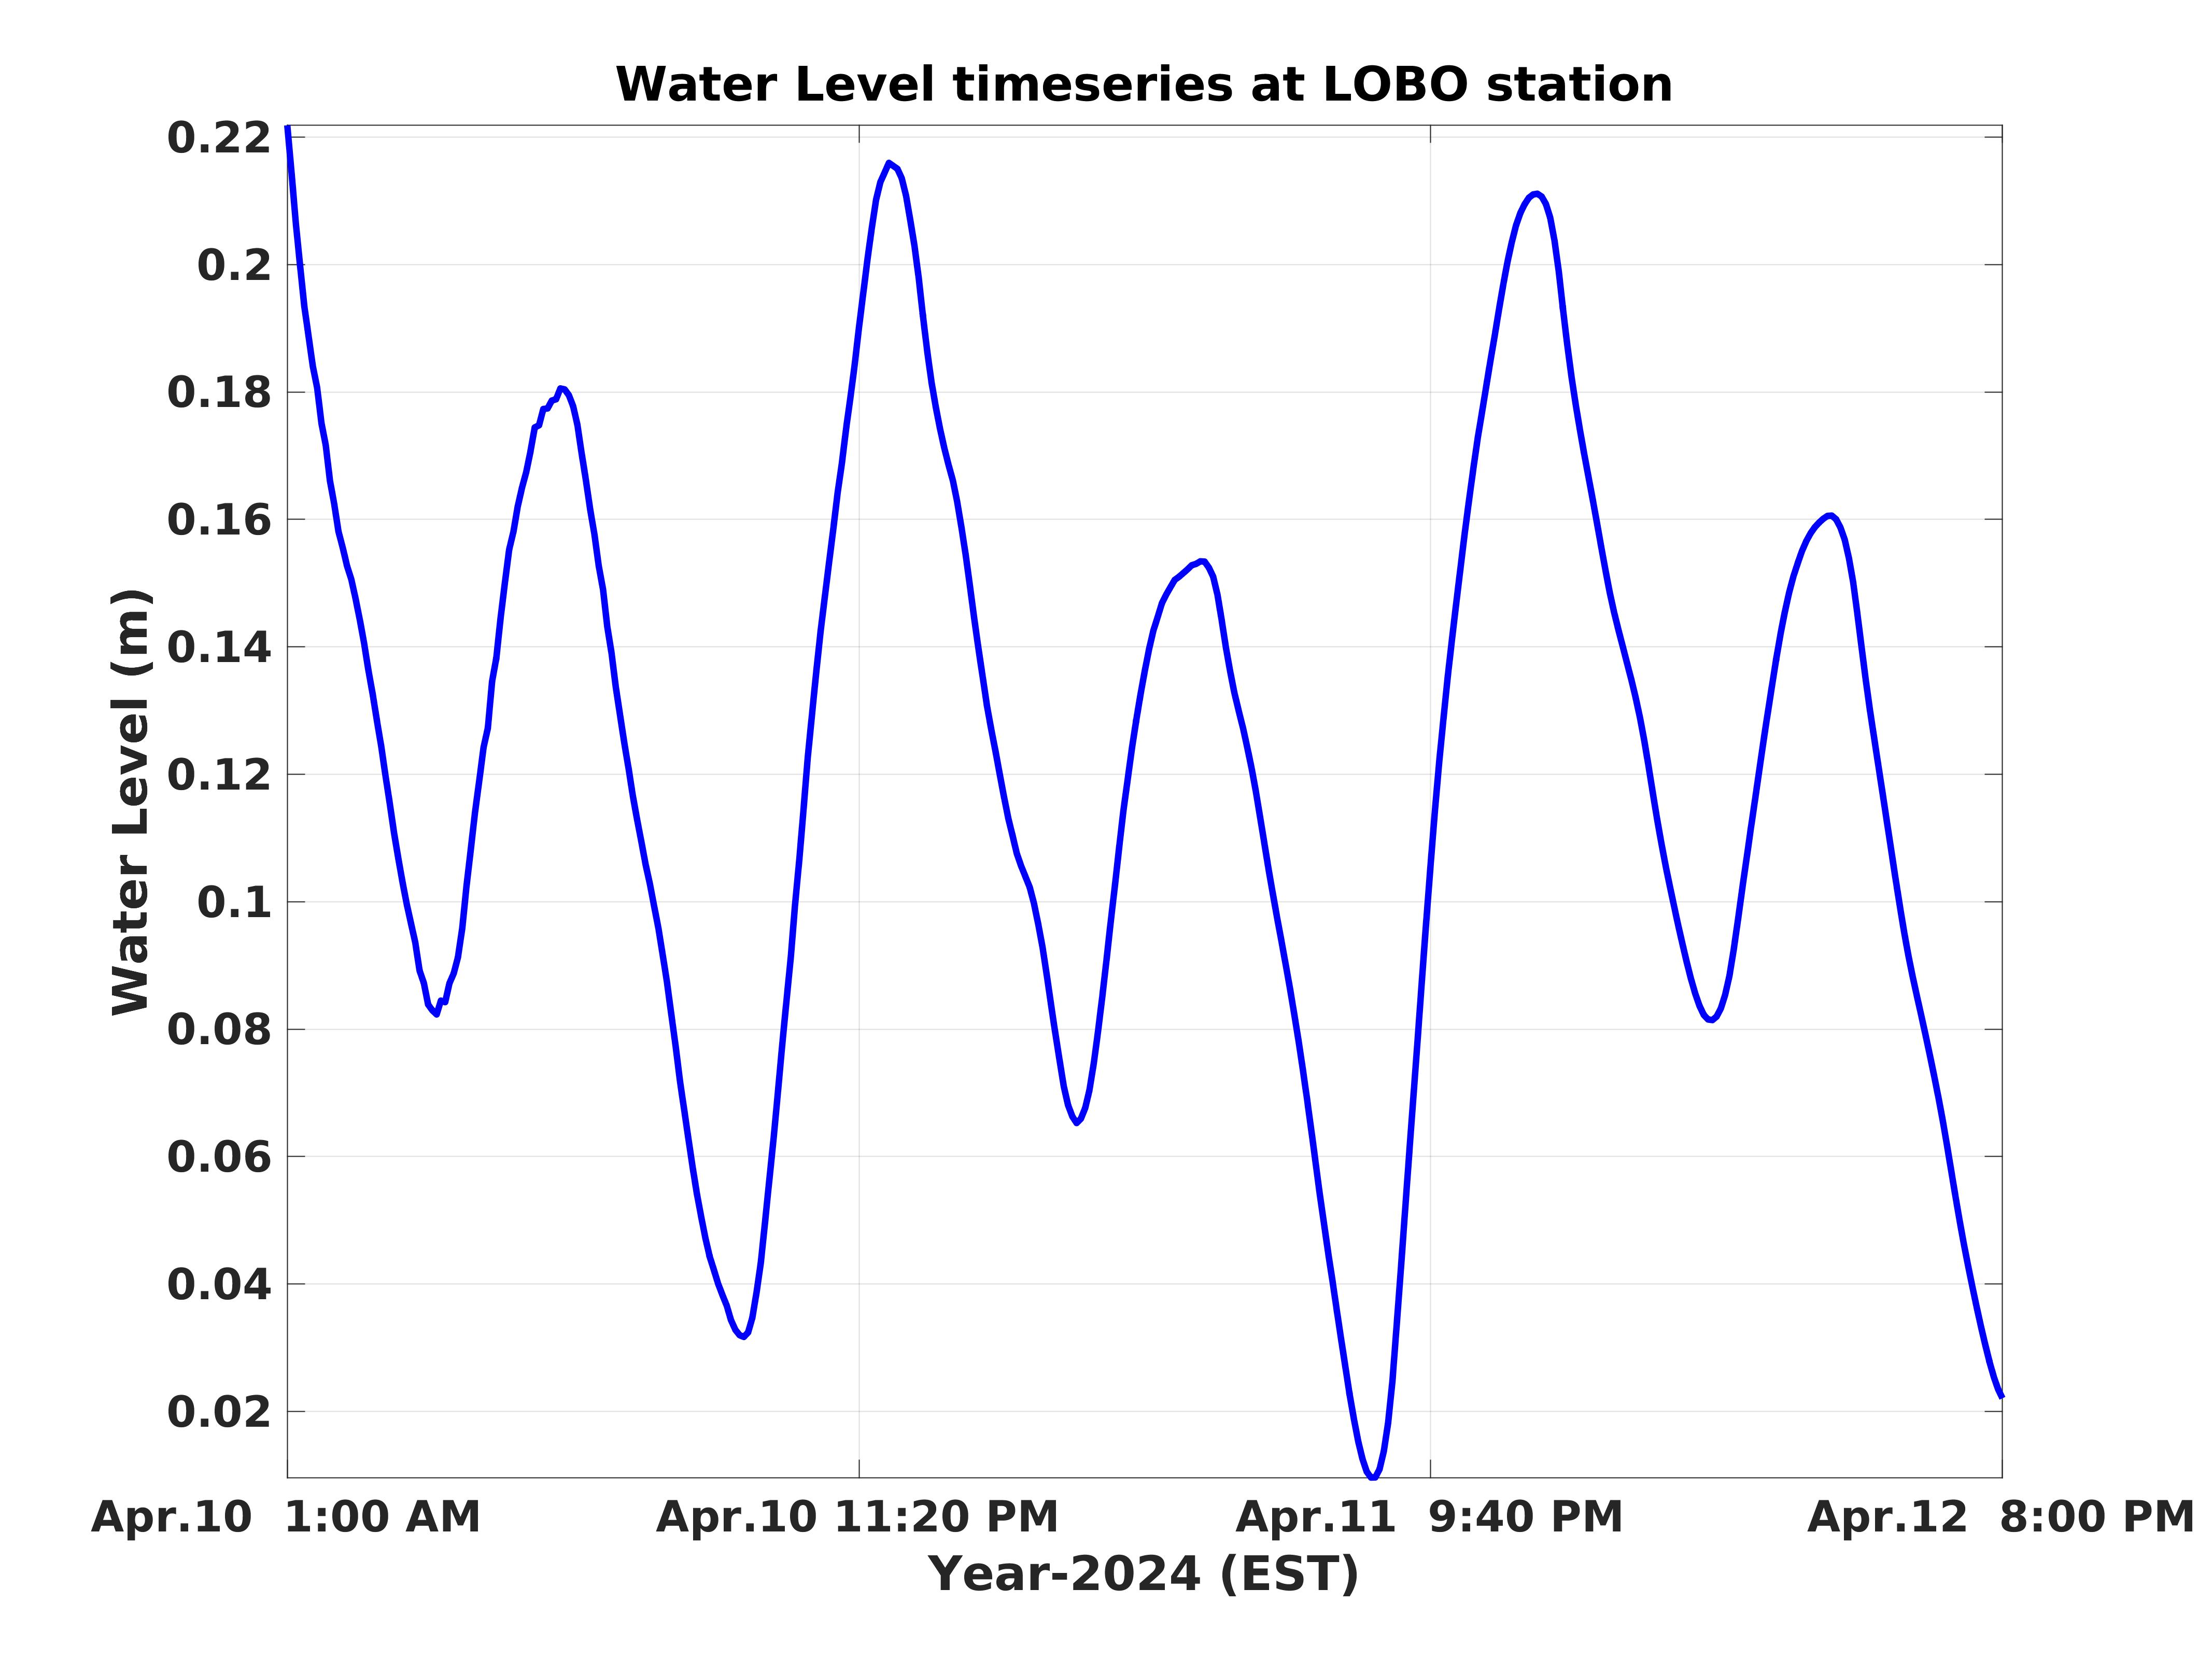 Water Level timeseries at LOBO station
0.22
0.2
0.18
0.16
0.14
0.12
0.1
0.08
0.06
0.04
0.02
Water Level (m)
Apr.10  1:00 AM
Apr.10 11:20 PM
Apr.11  9:40 PM
Apr.12  8:00 PM
Year-2024 (EST)